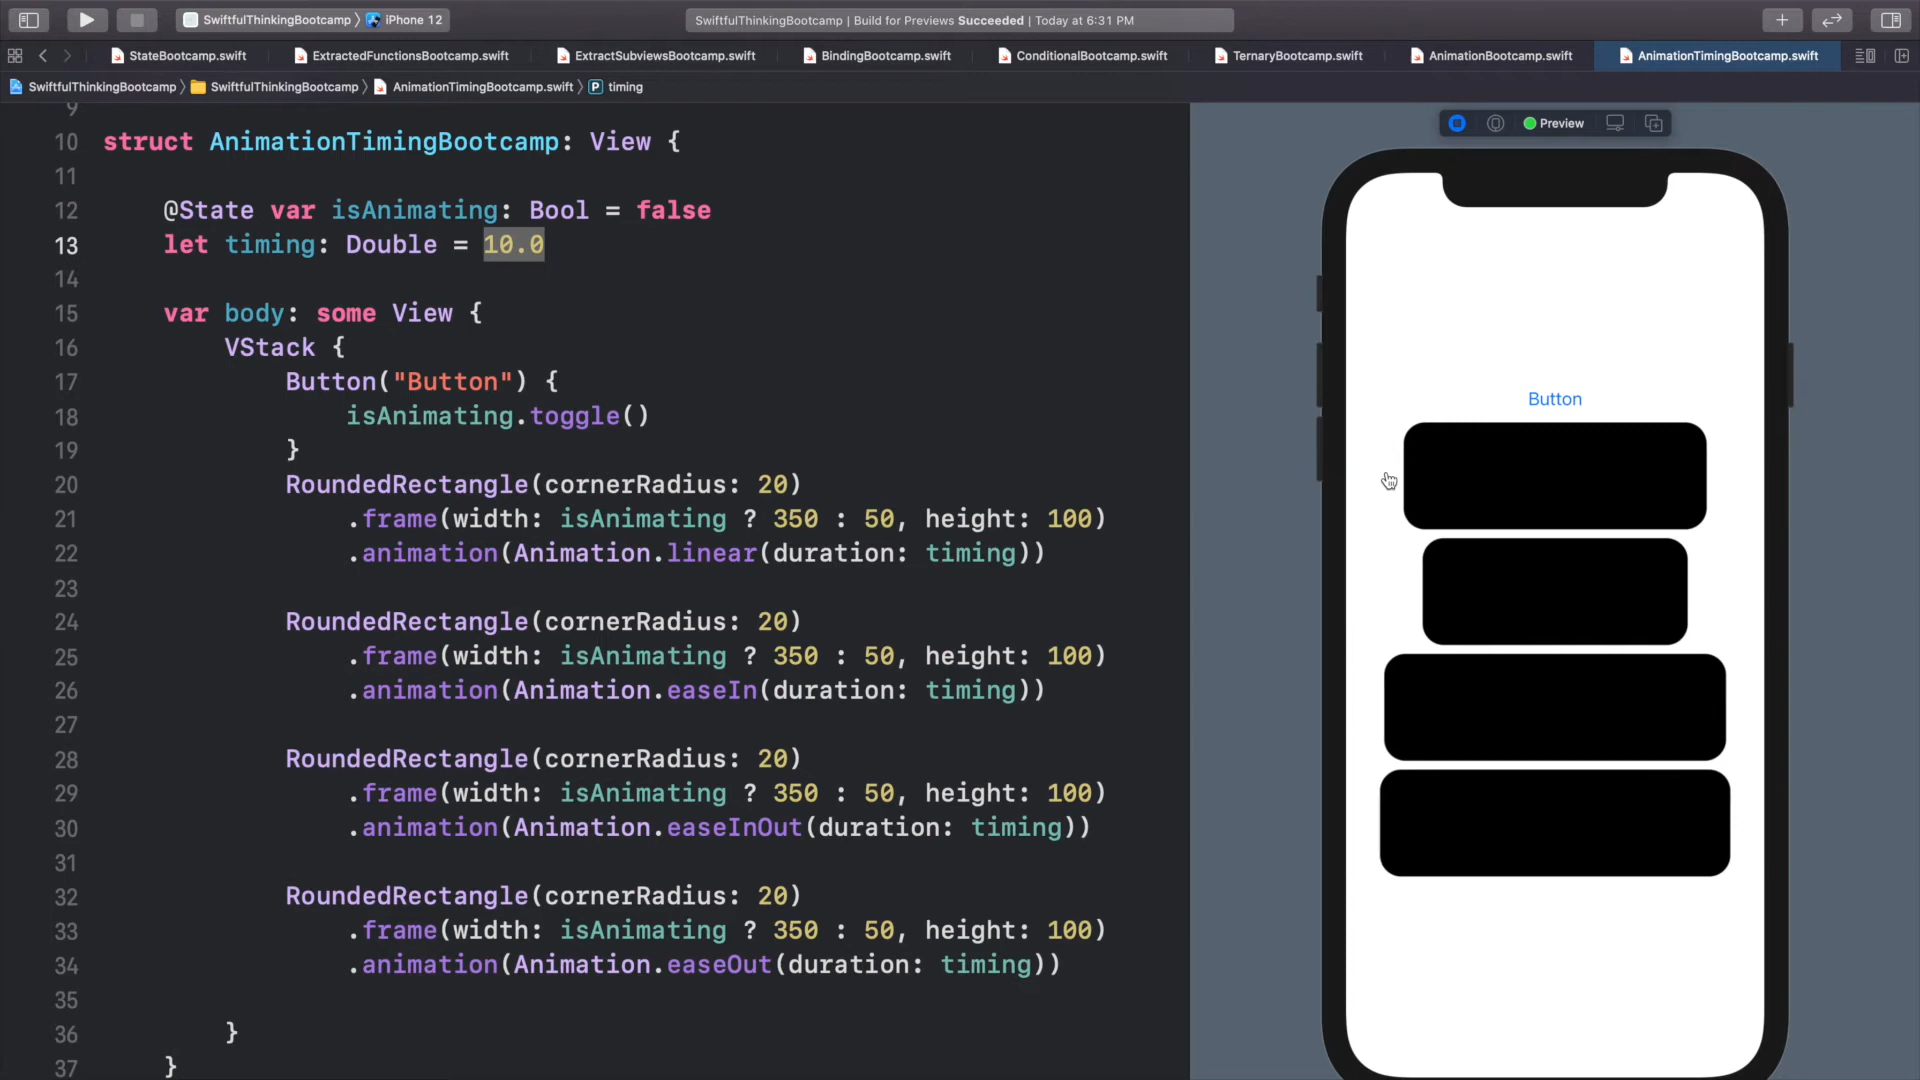 SwiftfulThinkingBootcamp 〉 iPhone 12
SwiftfulThinkingBootcamp | Build for Previews Succeeded | Today at 6:31 PM
StateBootcamp.swift
ExtractedFunctionsBootcamp.swift
ExtractSubviewsBootcamp.swift
BindingBootcamp.swift
ConditionalBootcamp.swift
TernaryBootcamp.swift
AnimationBootcamp.swift
AnimationTimingBootcamp.swift
SwiftfulThinkingBootcamp 〉 SwiftfulThinkingBootcamp 〉 AnimationTimingBootcamp.swift 〉 P timing
9
10 struct AnimationTimingBootcamp: View {
11
12 @State var isAnimating: Bool = false
13 let timing: Double = 10.0
14
15 var body: some View {
16 VStack {
17 Button("Button") {
18 isAnimating.toggle()
19 }
20 RoundedRectangle(cornerRadius: 20)
21 .frame(width: isAnimating ? 350 : 50, height: 100)
22 .animation(Animation.linear(duration: timing))
23
24 RoundedRectangle(cornerRadius: 20)
25 .frame(width: isAnimating ? 350 : 50, height: 100)
26 .animation(Animation.easeIn(duration: timing))
27
28 RoundedRectangle(cornerRadius: 20)
29 .frame(width: isAnimating ? 350 : 50, height: 100)
30 .animation(Animation.easeInOut(duration: timing))
31
32 RoundedRectangle(cornerRadius: 20)
33 .frame(width: isAnimating ? 350 : 50, height: 100)
34 .animation(Animation.easeOut(duration: timing))
35
36 }
37 }
Preview
Button